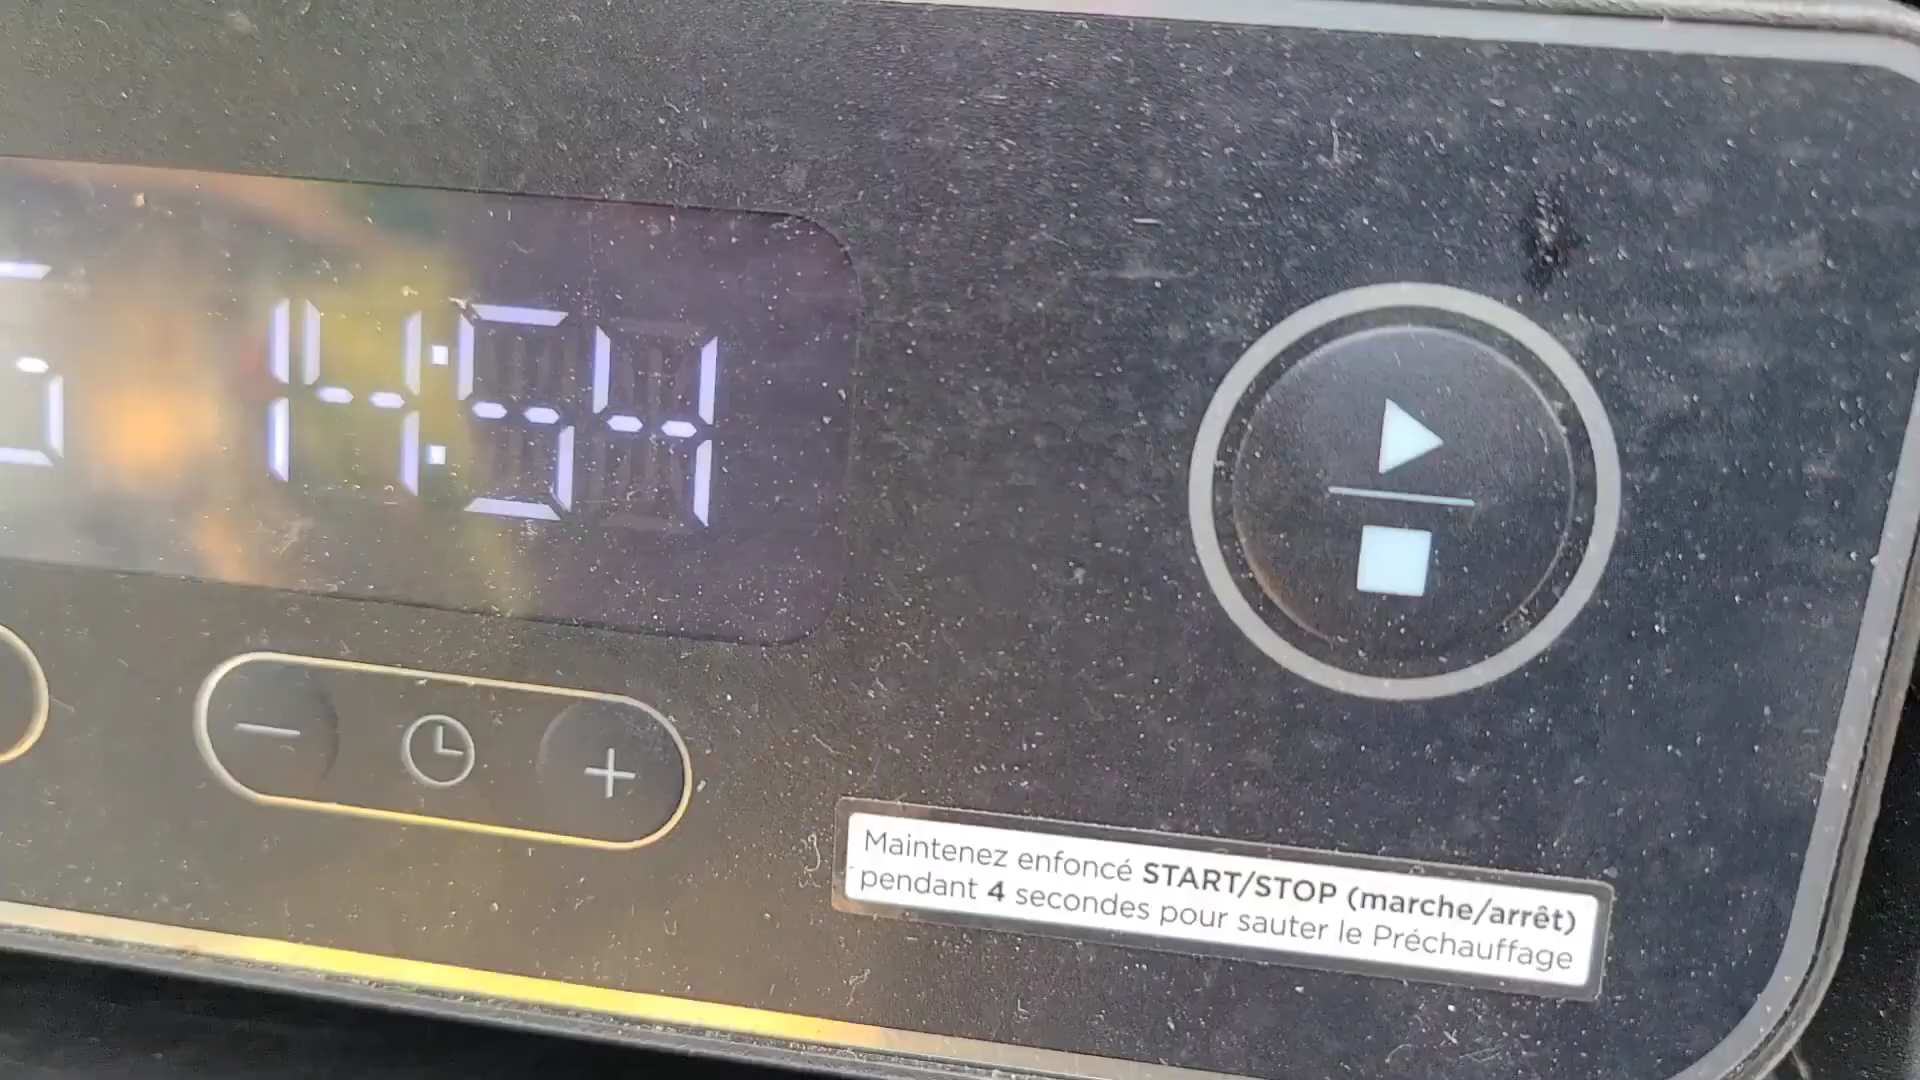 14:54
Maintenez enfoncé START/STOP (marche/arrêt)
pendant 4 secondes pour sauter le Préchauffage